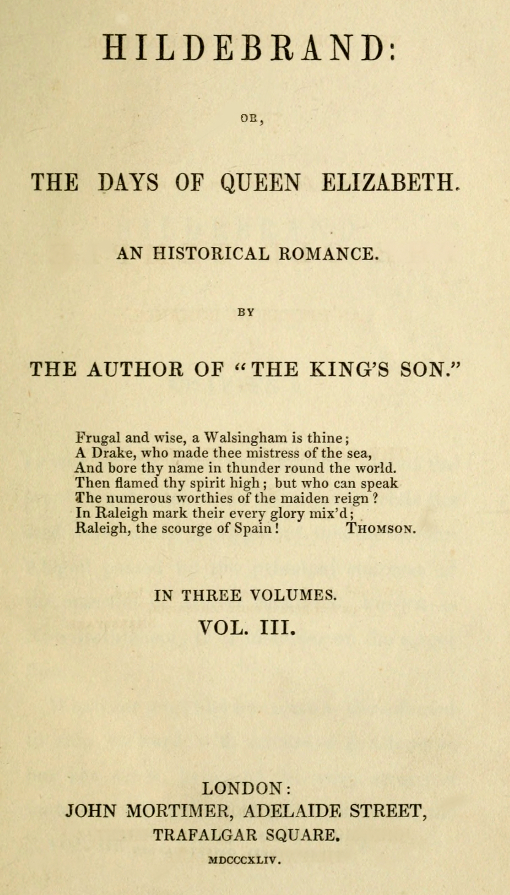 HILDEBRAND:
OR,
THE DAYS OF QUEEN ELIZABETH.
AN HISTORICAL ROMANCE.
BY
THE AUTHOR OF "THE KING'S SON."
Frugal and wise, a Walsingham is thine;
A Drake, who made thee mistress of the sea,
And bore thy name in thunder round the world.
Then flamed thy spirit high; but who can speak
The numerous worthies of the maiden reign?
In Raleigh mark their every glory mix'd;
Raleigh, the scourge of Spain! THOMSON.
IN THREE VOLUMES.
VOL. III.
LONDON:
JOHN MORTIMER, ADELAIDE STREET,
TRAFALGAR SQUARE.
MDCCCXLIV.